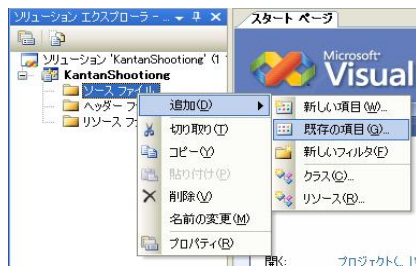 ソリューション エクスプローラ - ...
スタート ページ
ソリューション 'KantanShootiong' (1
KantanShootiong
ソース ファイル
ヘッダー フ
リソース フ
追加(D)
切り取り(T)
コピー(Y)
貼り付け(P)
削除(V)
名前の変更(M)
プロパティ(R)
新しい項目(W)...
既存の項目(G)...
新しいフィルタ(F)
クラス(C)...
リソース(R)...
Microsoft
Visual
開く:
プロジェクト(